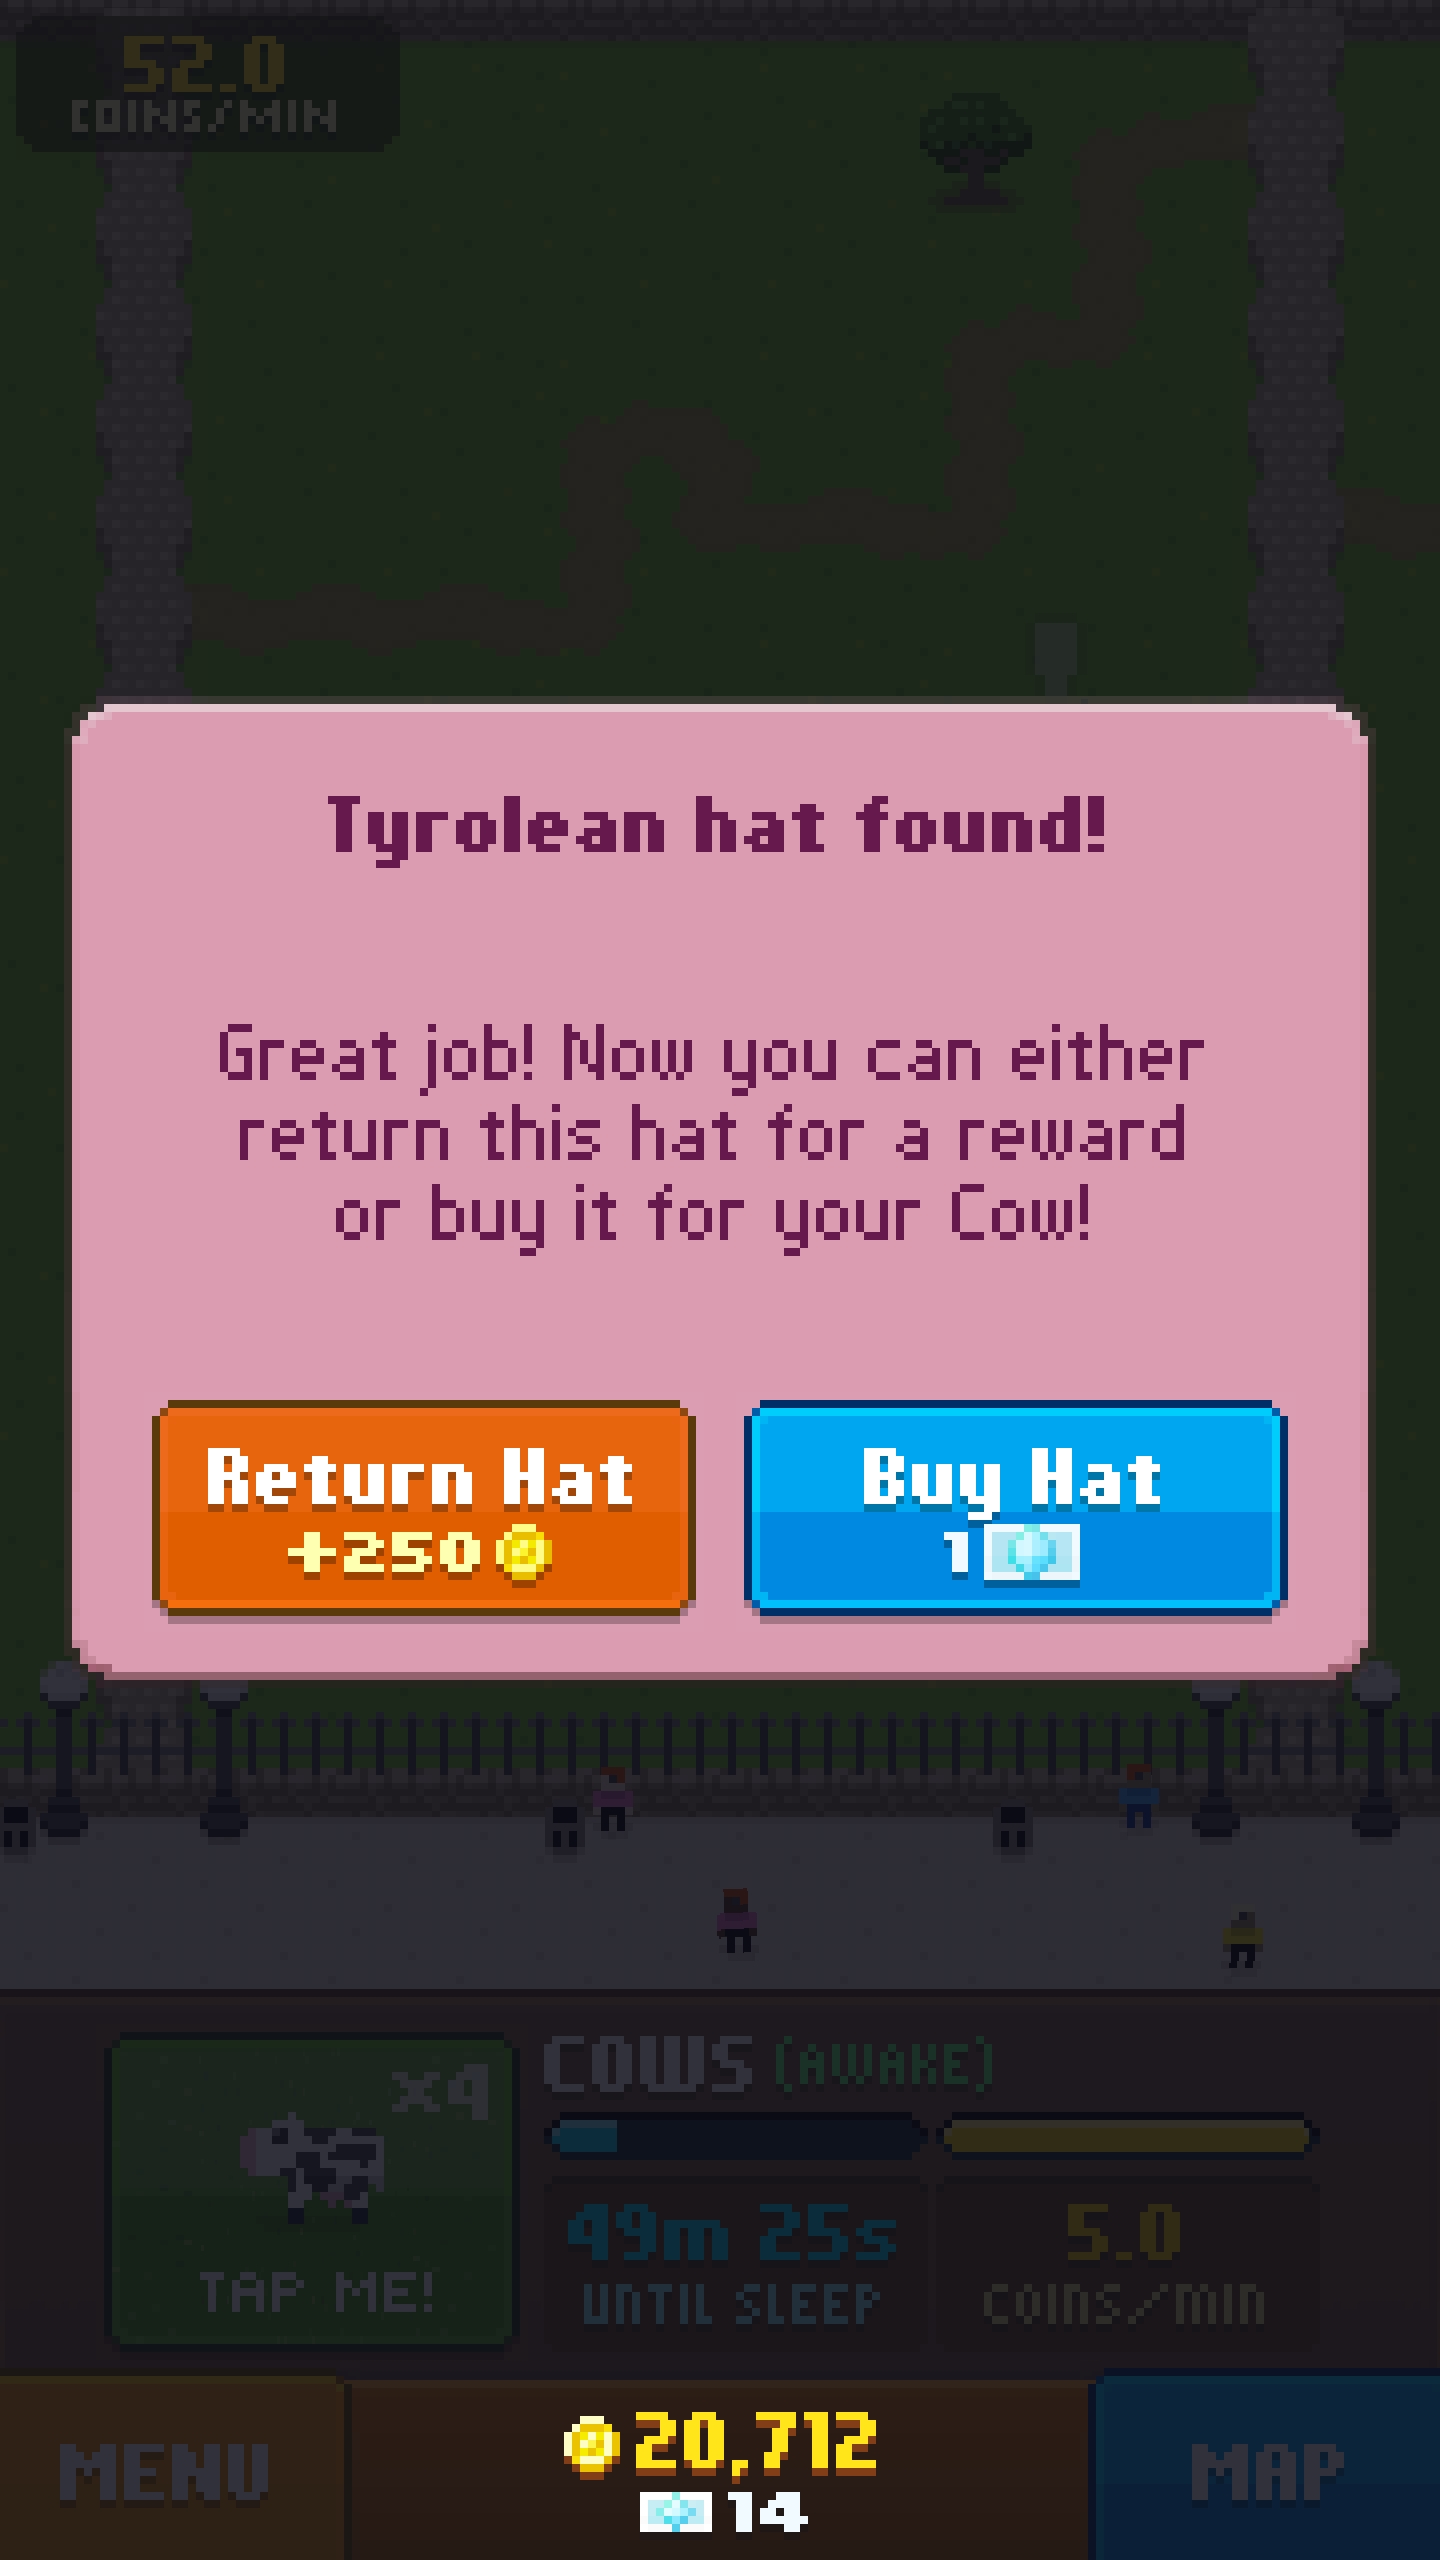 52.0
COINS/MIN
Tyrolean hat found!
Great job! Now you can either
return this hat for a reward
or buy it for your Cow!
Return Hat
+250
Buy Hat
1
x4
TAP ME!
COWS (AWAKE)
49m 25s
UNTIL SLEEP
5.0
COINS/MIN
MENU
20,712
14
MAP